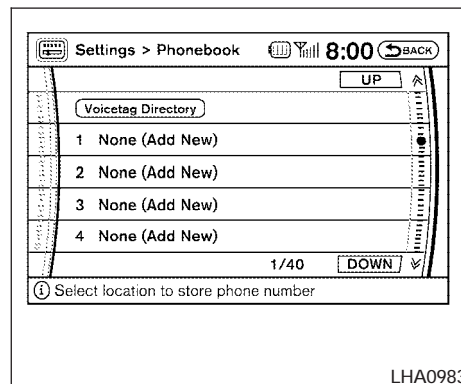 Settings > Phonebook 8:00 BACK
UP
Voicetag Directory
1 None (Add New)
2 None (Add New)
3 None (Add New)
4 None (Add New)
1/40 DOWN
i Select location to store phone number
LHA0983